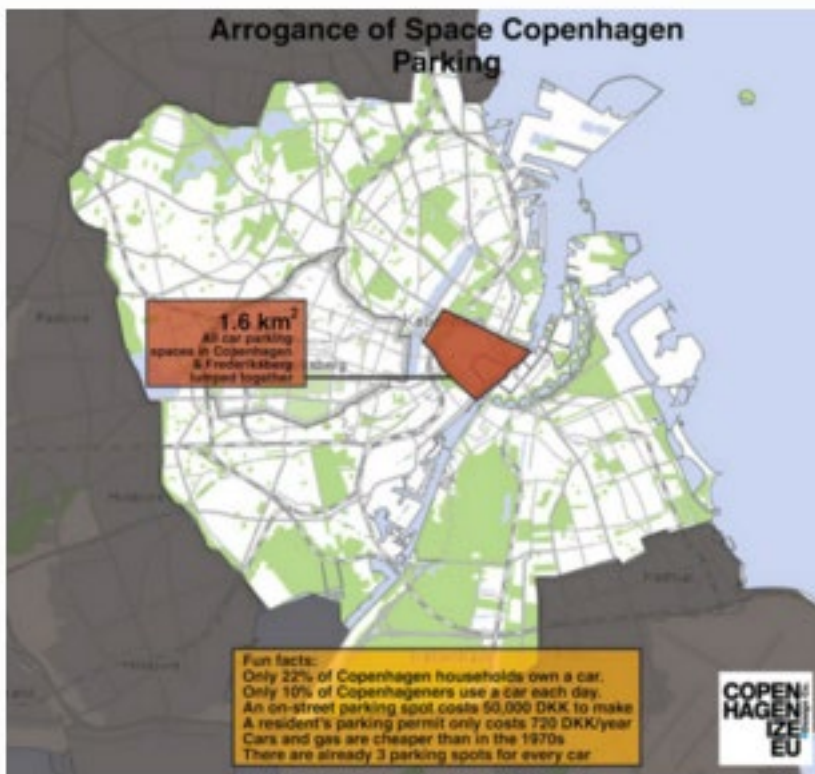 Arrogance of Space Copenhagen
Parking
1.6 km²
All car parking
spaces in Copenhagen
& Frederiksberg
lumped together
Fun facts:
Only 22% of Copenhagen households own a car.
Only 10% of Copenhageners use a car each day.
An on-street parking spot costs 50,000 DKK to make
A resident's parking permit only costs 720 DKK/year
Cars and gas are cheaper than in the 1970s
There are already 3 parking spots for every car
COPEN
HAGEN
IZE
EU